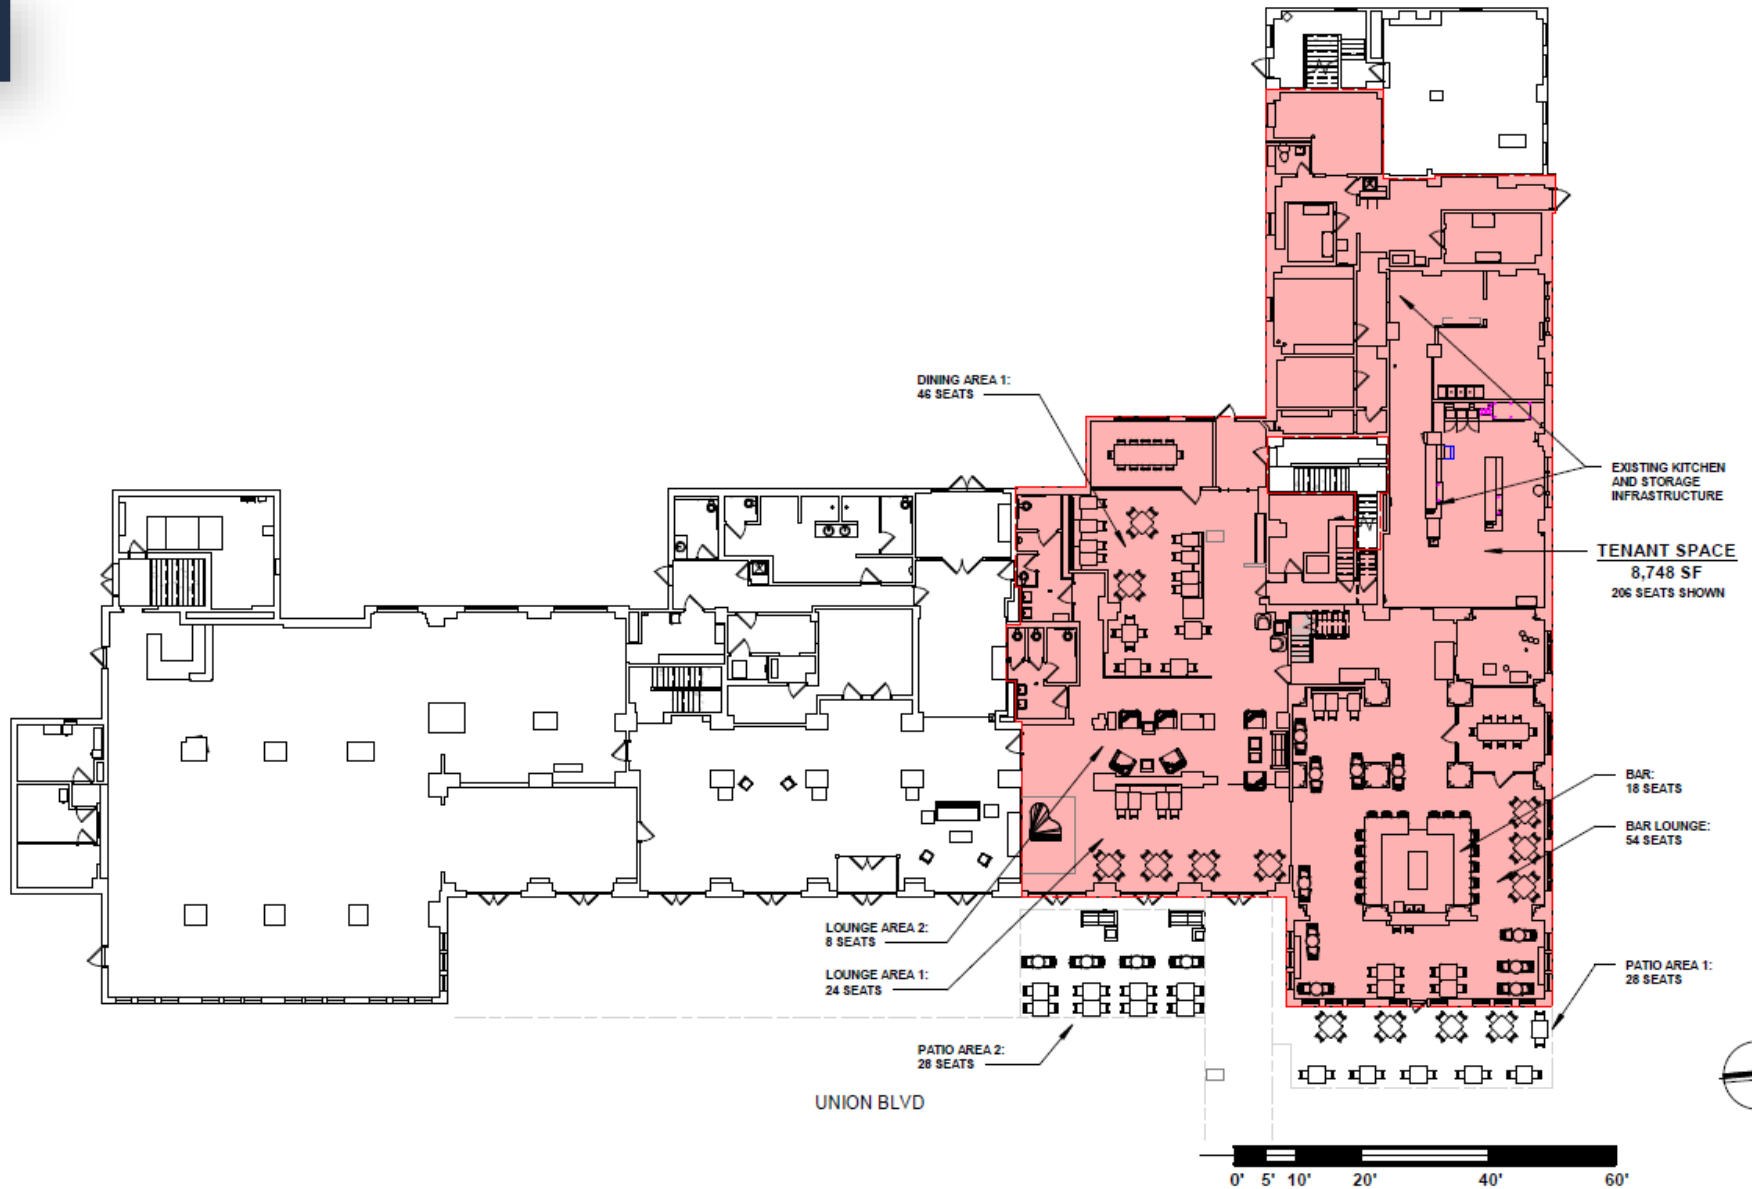 DINING AREA 1:
46 SEATS
EXISTING KITCHEN
AND STORAGE
INFRASTRUCTURE
TENANT SPACE
8,748 SF
206 SEATS SHOWN
BAR:
18 SEATS
BAR LOUNGE:
54 SEATS
LOUNGE AREA 2:
8 SEATS
LOUNGE AREA 1:
24 SEATS
PATIO AREA 1:
28 SEATS
PATIO AREA 2:
28 SEATS
UNION BLVD
0' 5' 10' 20' 40' 60'